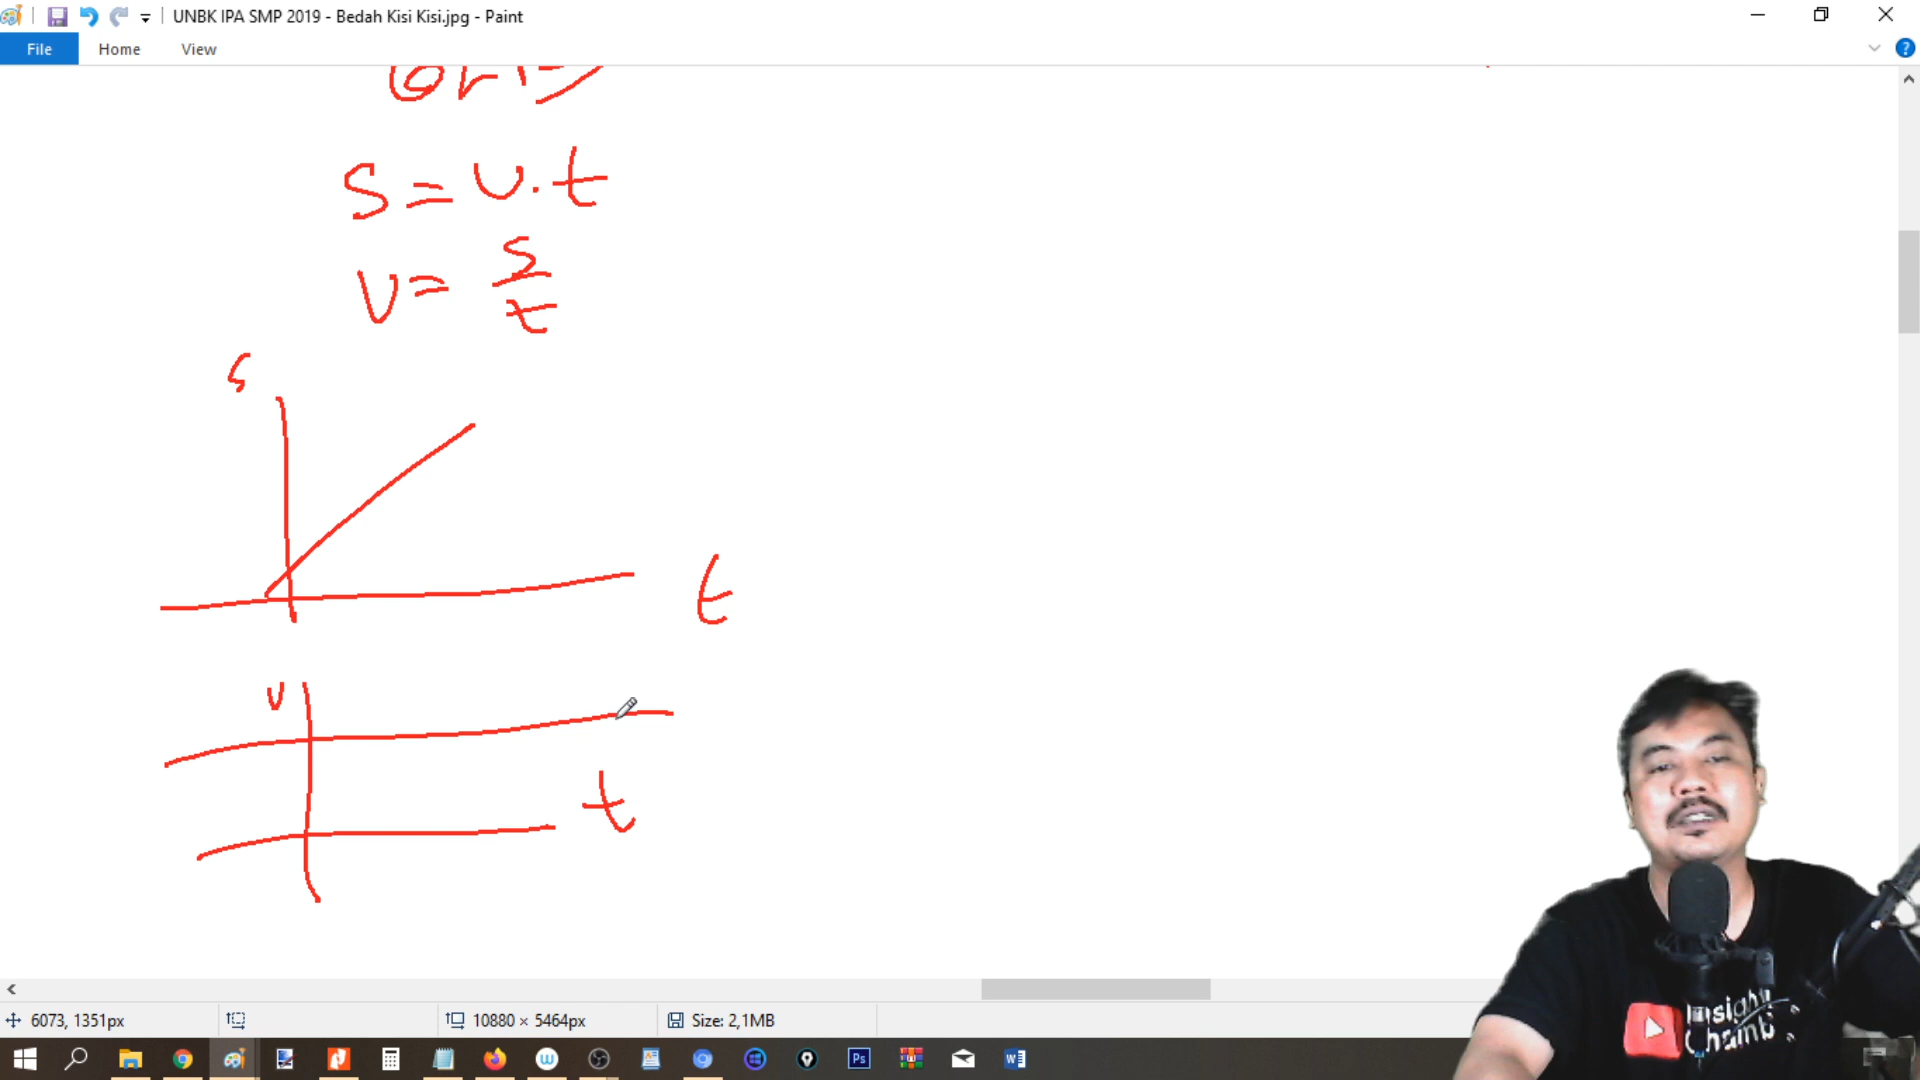 UNBK IPA SMP 2019 - Bedah Kisi Kisi.jpg - Paint
File Home View
s = v . t
v = s/t
s
t
v
t
6073, 1351px
10880 × 5464px
Size: 2,1MB
Insight